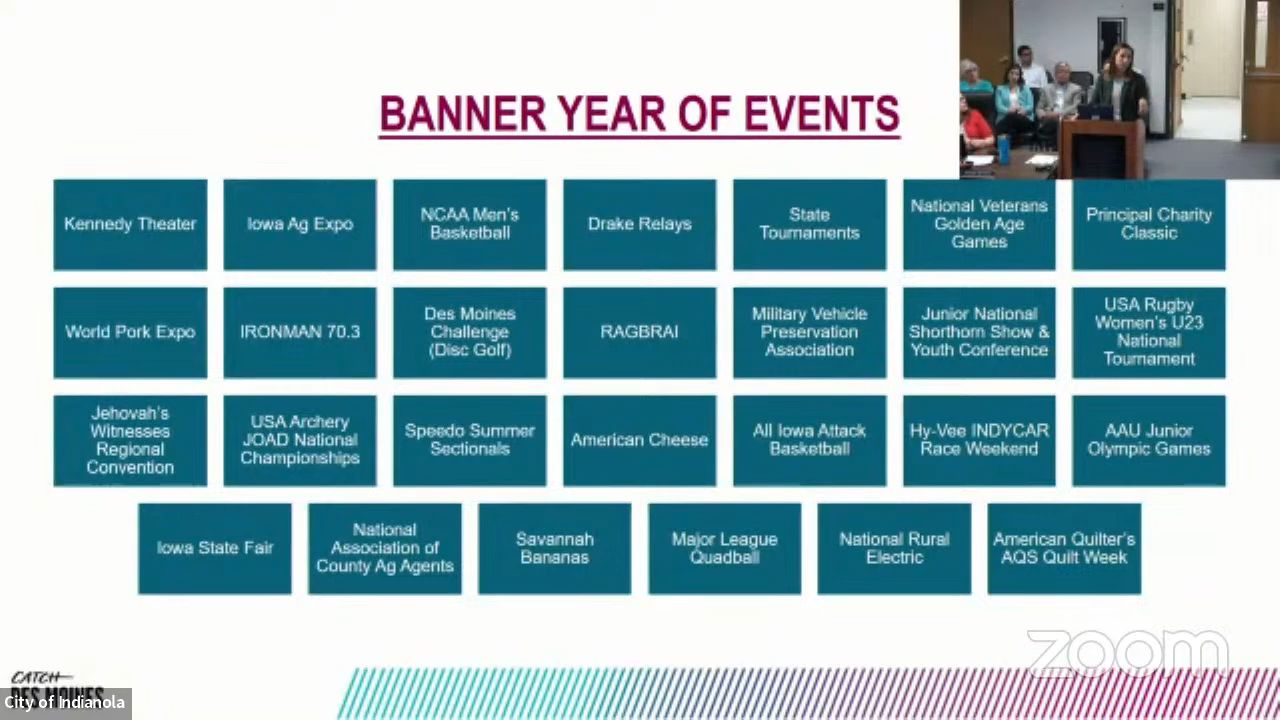 BANNER YEAR OF EVENTS
Kennedy Theater
Iowa Ag Expo
NCAA Men's
Basketball
Drake Relays
State
Tournaments
National Veterans
Golden Age
Games
Principal Charity
Classic
World Pork Expo
IRONMAN 70.3
Des Moines
Challenge
(Disc Golf)
RAGBRAI
Military Vehicle
Preservation
Association
Junior National
Shorthorn Show &
Youth Conference
USA Rugby
Women's U23
National
Tournament
Jehovah's
Witnesses
Regional
Convention
USA Archery
JOAD National
Championships
Speedo Summer
Sectionals
American Cheese
All Iowa Attack
Basketball
Hy-Vee INDYCAR
Race Weekend
AAU Junior
Olympic Games
Iowa State Fair
National
Association of
County Ag Agents
Savannah
Bananas
Major League
Quadball
National Rural
Electric
American Quilter's
AQS Quilt Week
zoom
CATCH
DES MOINES
City of Indianola